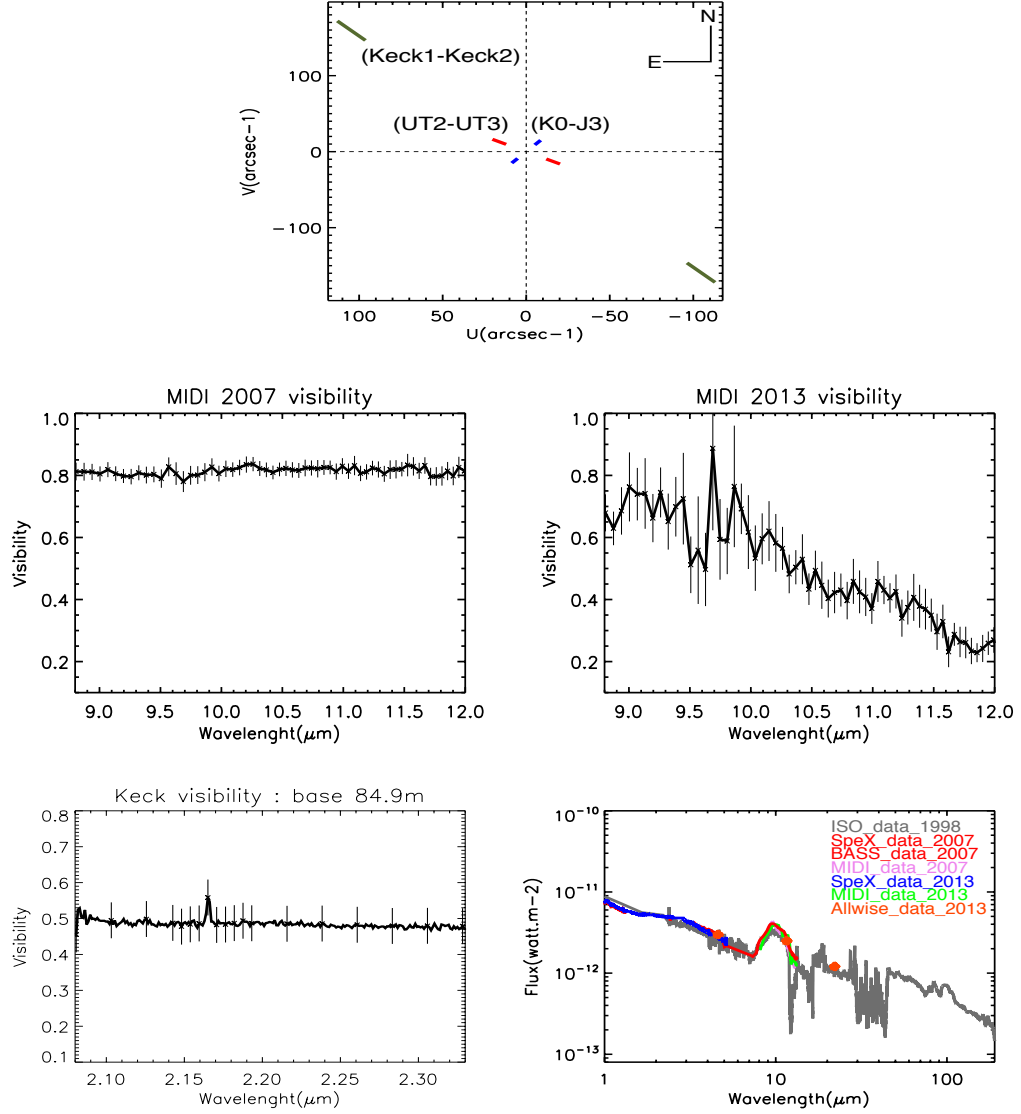 N
E
(Keck1-Keck2)
(UT2-UT3) (K0-J3)
V(arcsec-1)
100
0
-100
100 50 0 -50 -100
U(arcsec-1)
MIDI 2007 visibility
Visibility
1.0
0.8
0.6
0.4
0.2
9.0 9.5 10.0 10.5 11.0 11.5 12.0
Wavelenght(μm)
MIDI 2013 visibility
Visibility
1.0
0.8
0.6
0.4
0.2
9.0 9.5 10.0 10.5 11.0 11.5 12.0
Wavelenght(μm)
Keck visibility : base 84.9m
Visibility
0.8
0.7
0.6
0.5
0.4
0.3
0.2
0.1
2.10 2.15 2.20 2.25 2.30
Wavelenght(μm)
Flux(watt.m-2)
10^-10
10^-11
10^-12
10^-13
ISO_data_1998
SpeX_data_2007
BASS_data_2007
MIDI_data_2007
SpeX_data_2013
MIDI_data_2013
Allwise_data_2013
1 10 100
Wavelength(μm)